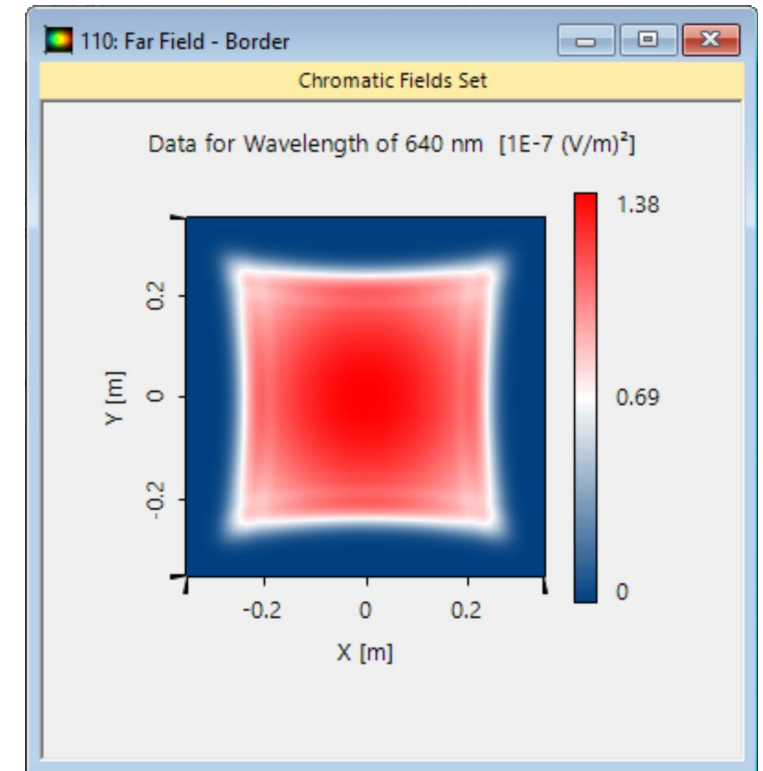 110: Far Field - Border
Chromatic Fields Set
Data for Wavelength of 640 nm [1E-7 (V/m)²]
1.38
0.69
0
Y [m]
0.2
0
-0.2
-0.2 0 0.2
X [m]